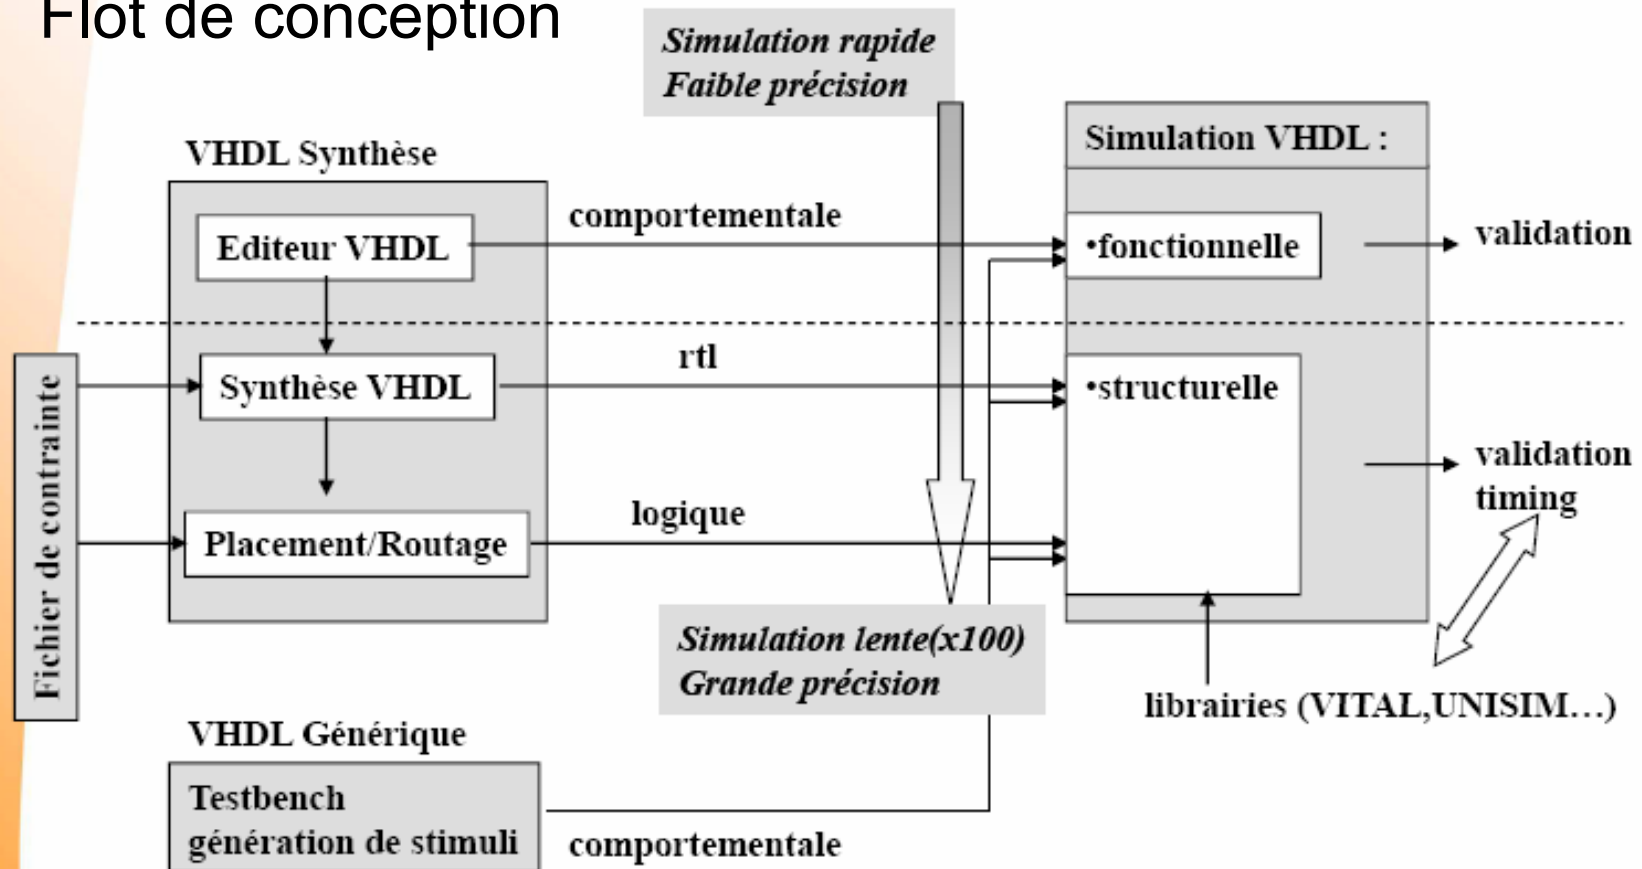 Flot de conception
Simulation rapide
Faible précision
VHDL Synthèse
Simulation VHDL :
comportementale
Editeur VHDL
•fonctionnelle
validation
rtl
Synthèse VHDL
•structurelle
Fichier de contrainte
validation
timing
logique
Placement/Routage
Simulation lente(x100)
Grande précision
librairies (VITAL,UNISIM…)
VHDL Générique
Testbench
génération de stimuli
comportementale